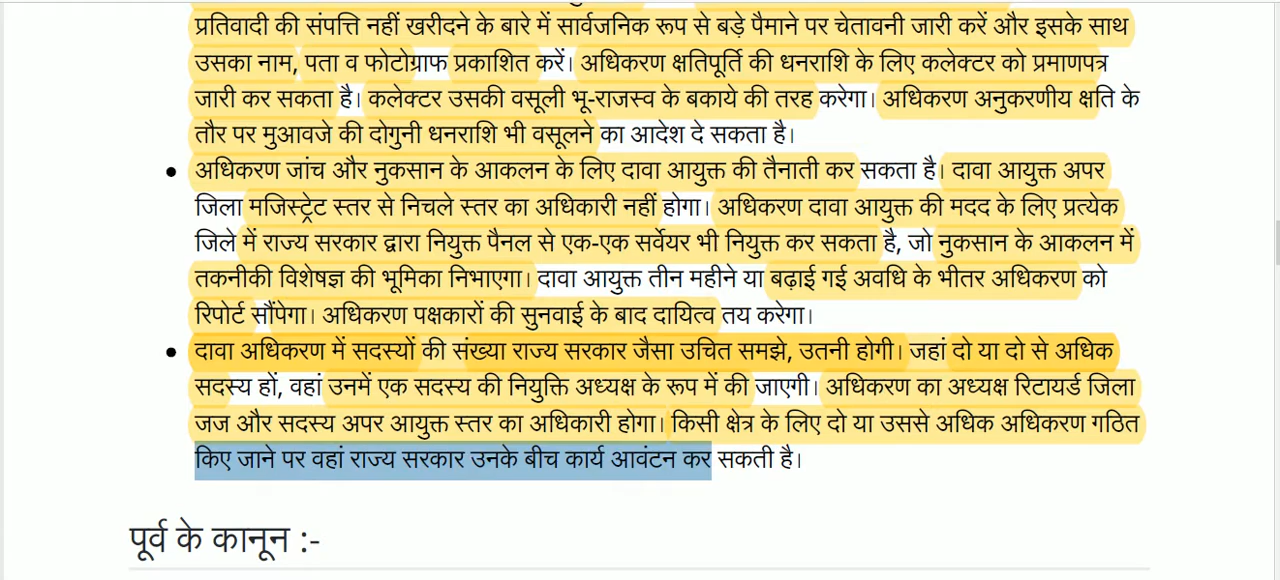 प्रतिवादी की संपत्ति नहीं खरीदने के बारे में सार्वजनिक रूप से बड़े पैमाने पर चेतावनी जारी करें और इसके साथ
उसका नाम, पता व फोटोग्राफ प्रकाशित करें। अधिकरण क्षतिपूर्ति की धनराशि के लिए कलेक्टर को प्रमाणपत्र
जारी कर सकता है। कलेक्टर उसकी वसूली भू-राजस्व के बकाये की तरह करेगा। अधिकरण अनुकरणीय क्षति के
तौर पर मुआवजे की दोगुनी धनराशि भी वसूलने का आदेश दे सकता है।
• अधिकरण जांच और नुकसान के आकलन के लिए दावा आयुक्त की तैनाती कर सकता है। दावा आयुक्त अपर
जिला मजिस्ट्रेट स्तर से निचले स्तर का अधिकारी नहीं होगा। अधिकरण दावा आयुक्त की मदद के लिए प्रत्येक
जिले में राज्य सरकार द्वारा नियुक्त पैनल से एक-एक सर्वेयर भी नियुक्त कर सकता है, जो नुकसान के आकलन में
तकनीकी विशेषज्ञ की भूमिका निभाएगा। दावा आयुक्त तीन महीने या बढ़ाई गई अवधि के भीतर अधिकरण को
रिपोर्ट सौंपेगा। अधिकरण पक्षकारों की सुनवाई के बाद दायित्व तय करेगा।
• दावा अधिकरण में सदस्यों की संख्या राज्य सरकार जैसा उचित समझे, उतनी होगी। जहां दो या दो से अधिक
सदस्य हों, वहां उनमें एक सदस्य की नियुक्ति अध्यक्ष के रूप में की जाएगी। अधिकरण का अध्यक्ष रिटायर्ड जिला
जज और सदस्य अपर आयुक्त स्तर का अधिकारी होगा। किसी क्षेत्र के लिए दो या उससे अधिक अधिकरण गठित
किए जाने पर वहां राज्य सरकार उनके बीच कार्य आवंटन कर सकती है।
पूर्व के कानून :-